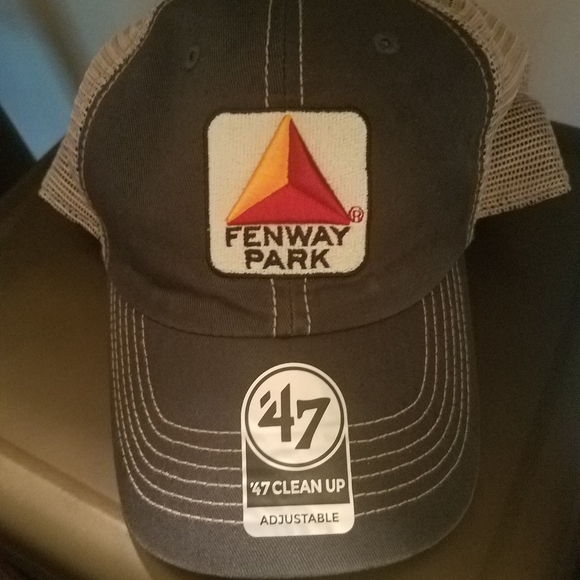 ®
FENWAY
PARK
'47
'47 CLEAN UP
ADJUSTABLE